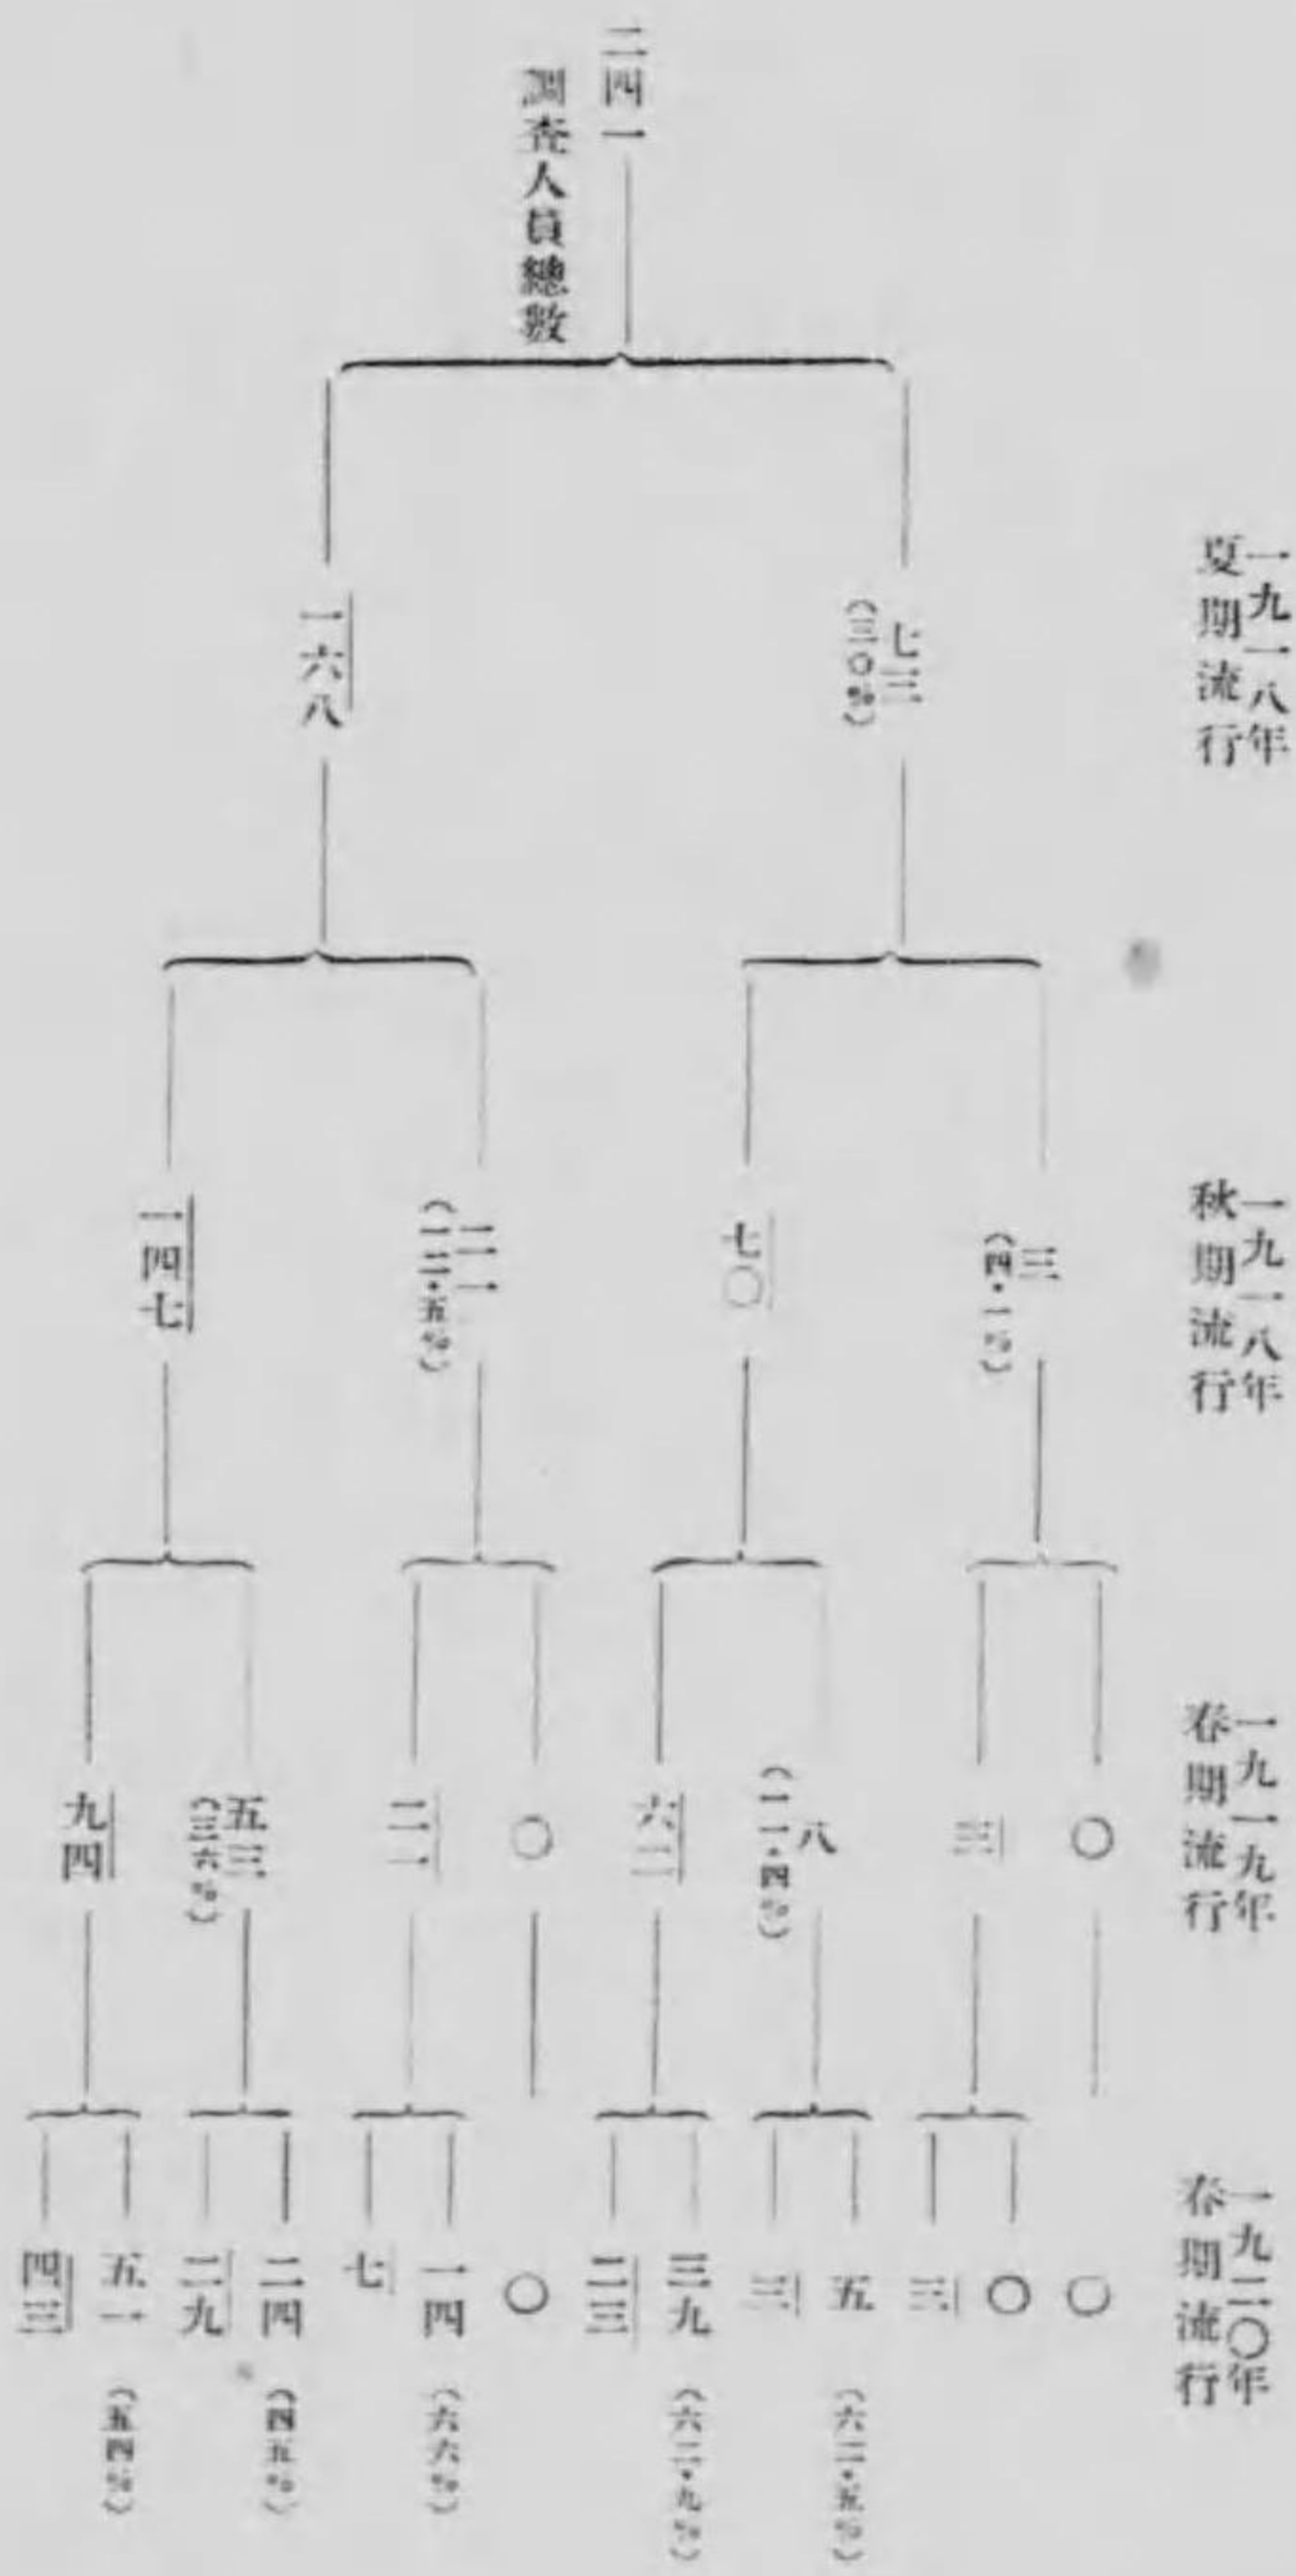 一九一八年
夏期流行
一九一八年
秋期流行
一九一九年
春期流行
一九二〇年
春期流行
二四一
調査人員總數
七三
(三〇%)
一六八
三
(四・一%)
七〇
二一
(一二・五%)
一四七
〇
三
八
(一一・四%)
六二
〇
二一
五三
(三六%)
九四
〇
〇
三
五
(六二・五%)
三
三九
(六二・九%)
二三
〇
一四
(六六%)
七
二四
(四五%)
二九
五一
(五四%)
四三